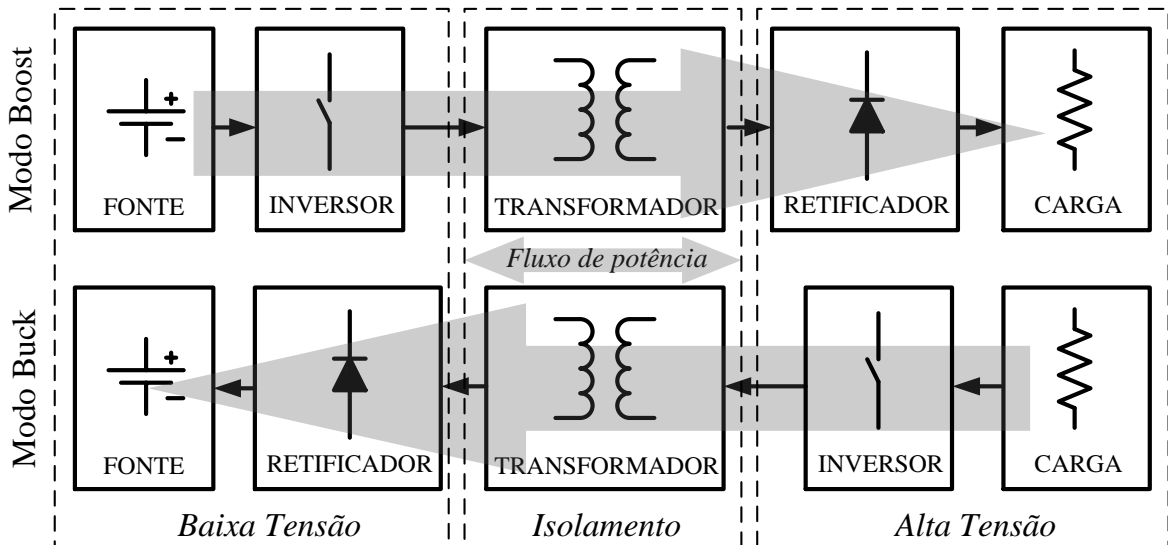 Modo Boost
FONTE
INVERSOR
TRANSFORMADOR
RETIFICADOR
CARGA
Fluxo de potência
Modo Buck
FONTE
RETIFICADOR
TRANSFORMADOR
INVERSOR
CARGA
Baixa Tensão
Isolamento
Alta Tensão